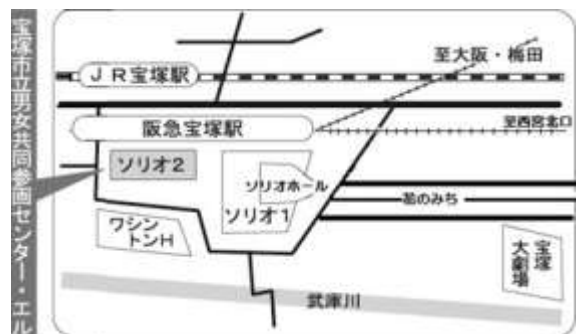 宝塚市立男女共同参画センター・エル
至大阪・梅田
JR宝塚駅
阪急宝塚駅
至西宮北口
ソリオ2
ソリオホール
ソリオ1
花のみち
ワシン
トンH
宝塚
大劇場
武庫川